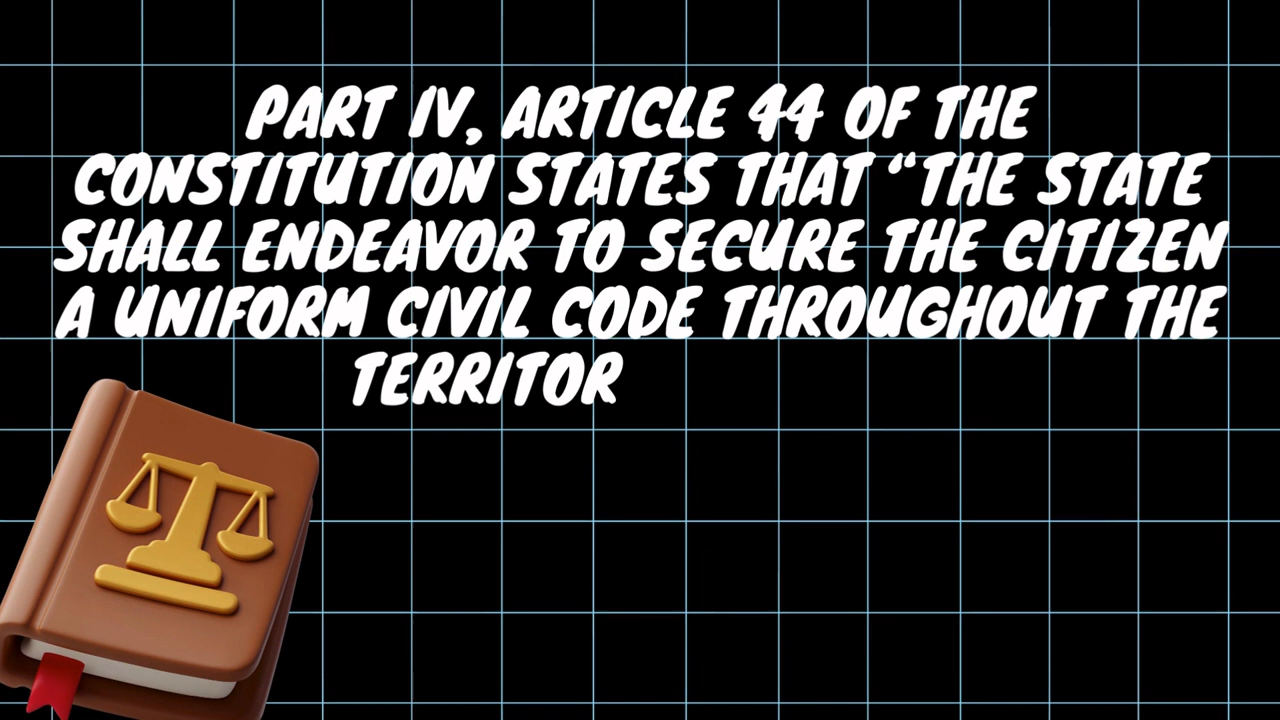 PART IV, ARTICLE 44 OF THE
CONSTITUTION STATES THAT “THE STATE
SHALL ENDEAVOR TO SECURE THE CITIZEN
A UNIFORM CIVIL CODE THROUGHOUT THE
TERRITOR